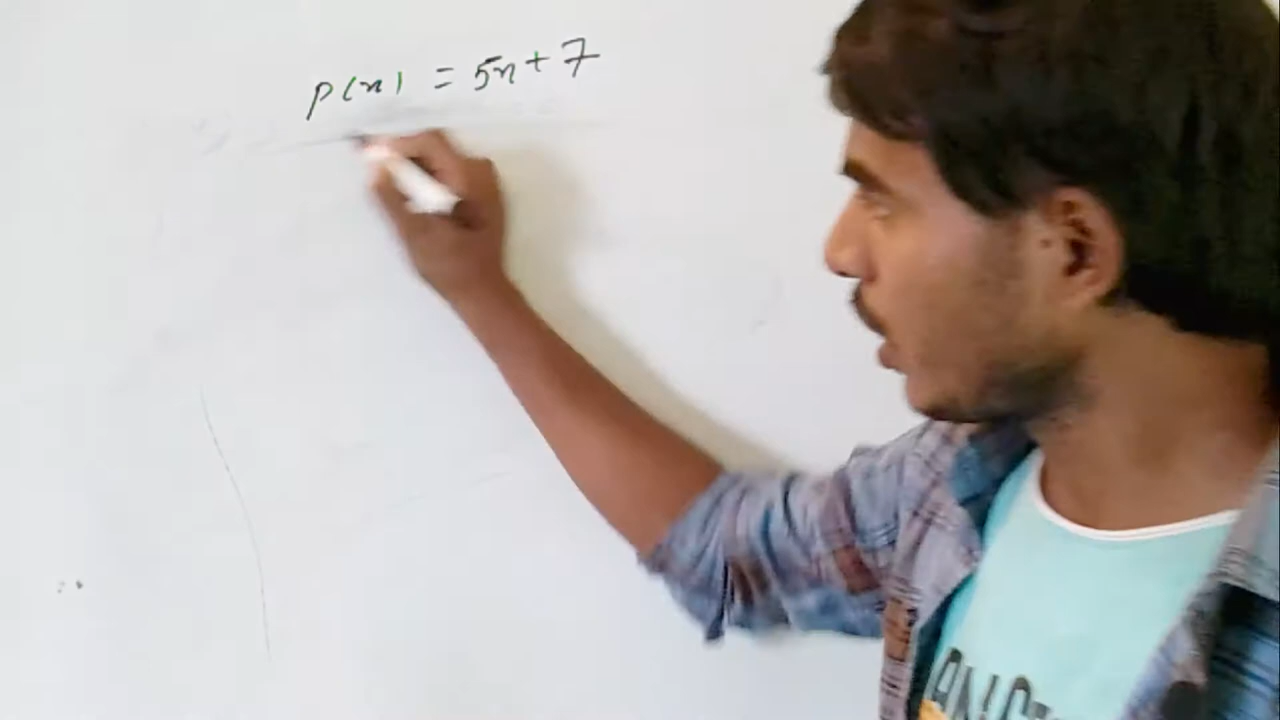 p(x) = 5x + 7